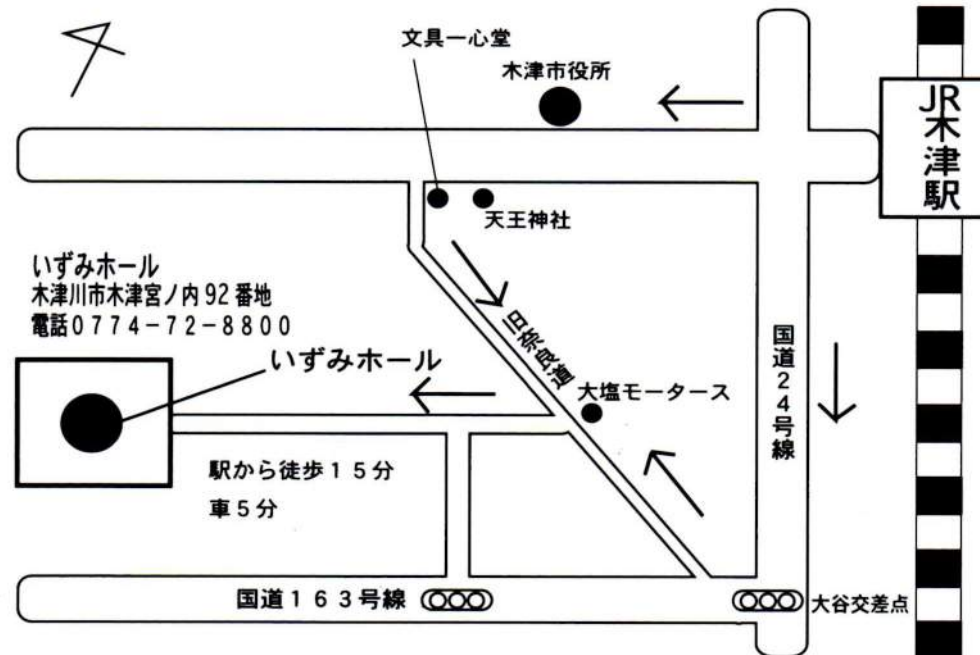 文具一心堂
木津市役所
JR木津駅
天王神社
いずみホール
木津川市木津宮ノ内92番地
電話0774-72-8800
いずみホール
旧奈良道
大塩モータース
国道24号線
駅から徒歩15分
車5分
国道163号線
大谷交差点